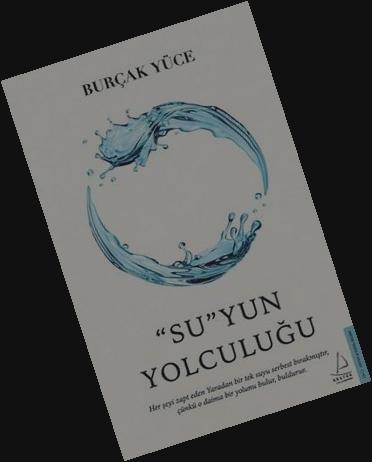 BURÇAK YÜCE
“SU”YUN
YOLCULUĞU
Her şeyi zapt eden Yaradan bir tek suyu serbest bırakmıştır,
çünkü o daima bir yolunu bulur, buldurur.
DESTEK